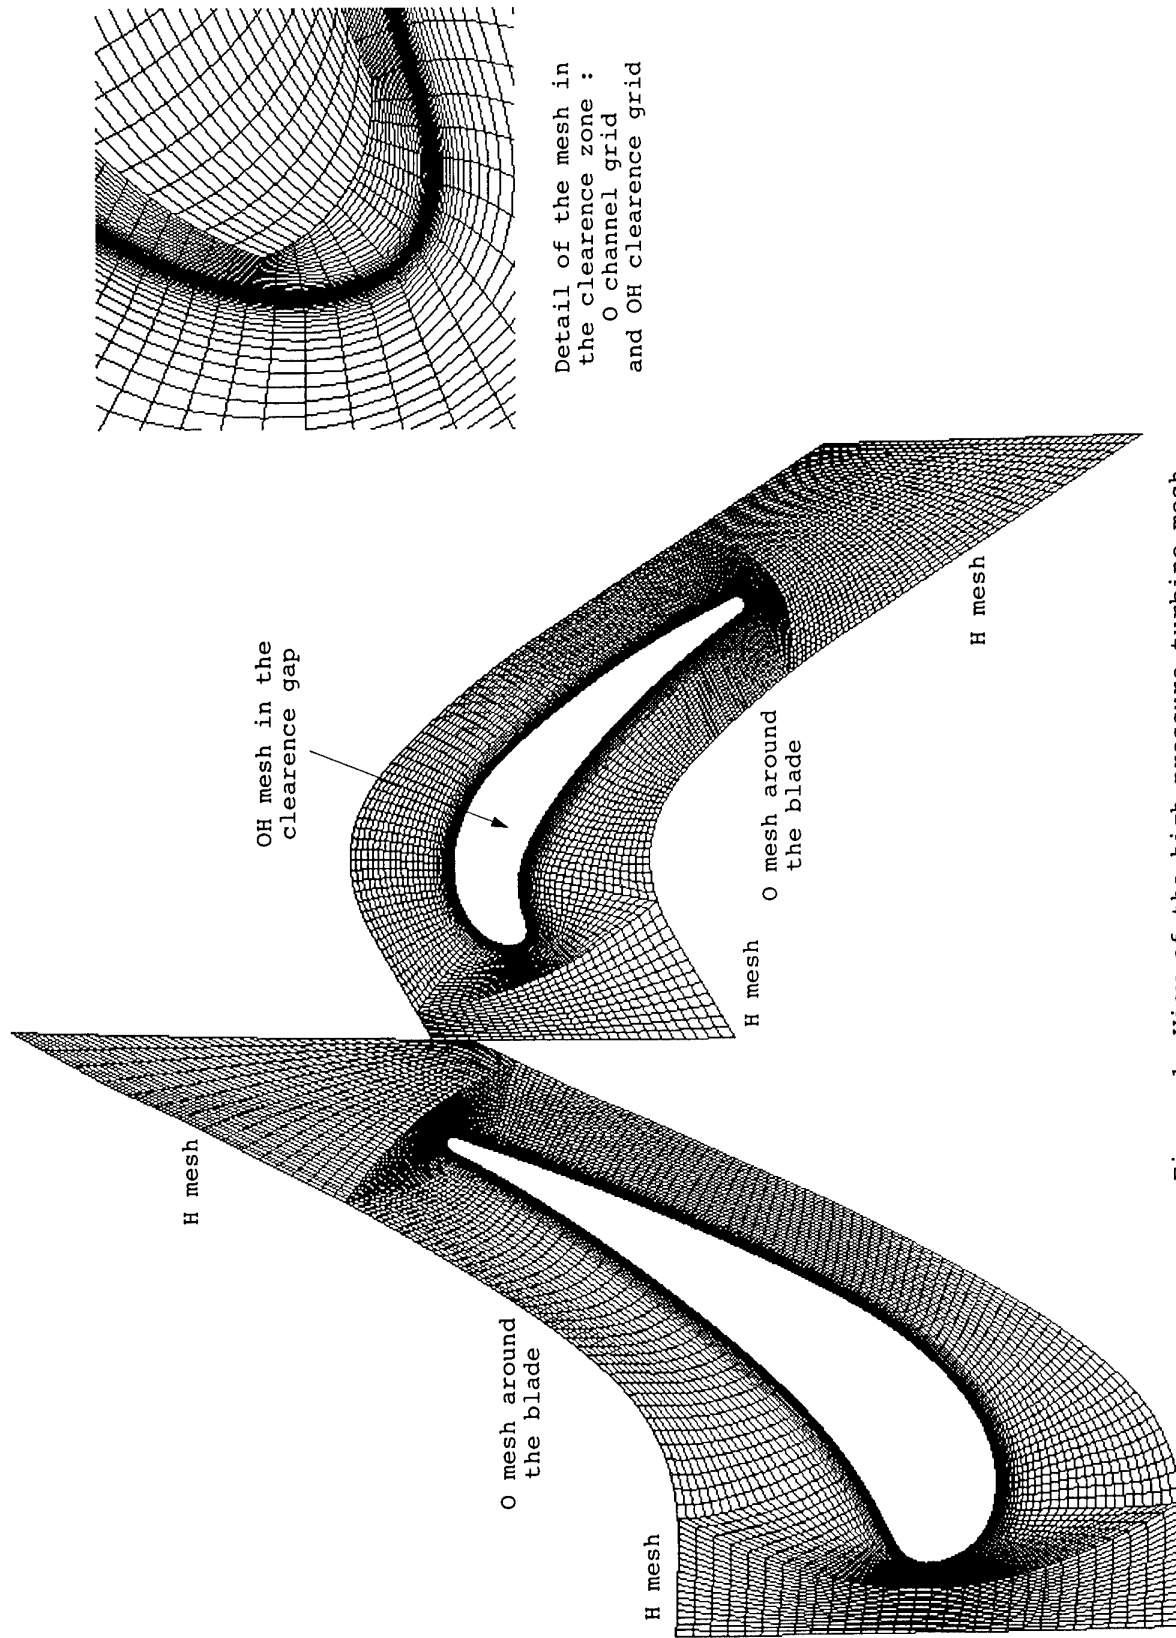 Detail of the mesh in
the clearence zone :
O channel grid
and OH clearence grid
OH mesh in the
clearence gap
H mesh
O mesh around
the blade
H mesh
H mesh
O mesh around
the blade
H mesh
View of the high pressure turbine mesh